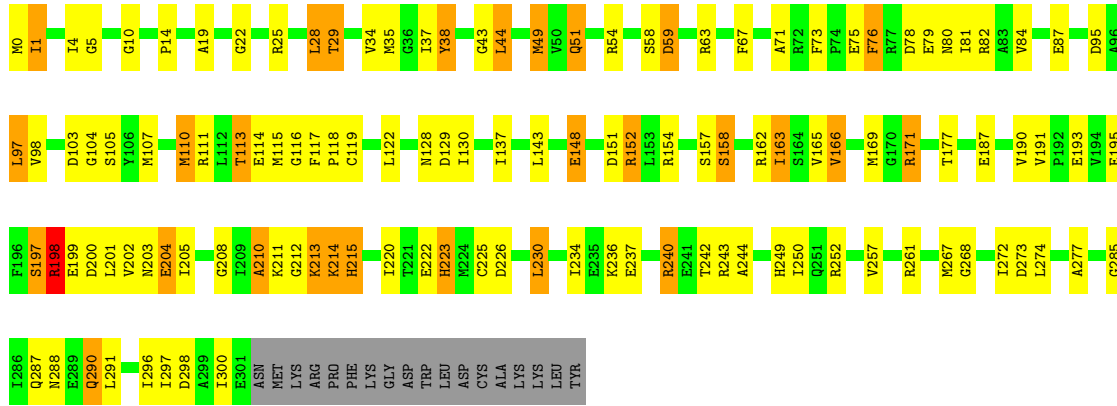 M0 I1 I4 G5 G10 P14 A19 G22 R25 L28 T29 V34 M35 G36 I37 Y38 G43 L44 M49 V50 Q51 R54 S58 D59 R63 F67 A71 R72 F73 P74 E75 F76 R77 D78 E79 N80 I81 R82 A83 V84 E87 D95 A96
L97 V98 D103 G104 S105 Y106 M107 M110 R111 L112 T113 E114 M115 G116 F117 P118 C119 L122 N128 D129 I130 I137 L143 E148 D151 R152 L153 R154 S157 S158 R162 I163 S164 V165 V166 M169 G170 R171 T177 E187 V190 V191 P192 E193 V194 E195
F196 S197 R198 E199 D200 L201 V202 N203 E204 I205 G208 I209 A210 K211 G212 K213 K214 H215 I220 T221 E222 H223 M224 C225 D226 L230 I234 E235 K236 E237 R240 E241 T242 R243 A244 H249 I250 Q251 R252 V257 R261 M267 G268 I272 D273 L274 A277 G285
I286 Q287 N288 E289 Q290 L291 I296 I297 D298 A299 I300 E301 ASN MET LYS ARG PRO PHE LYS GLY ASP TRP LEU ASP CYS ALA LYS LYS LEU TYR